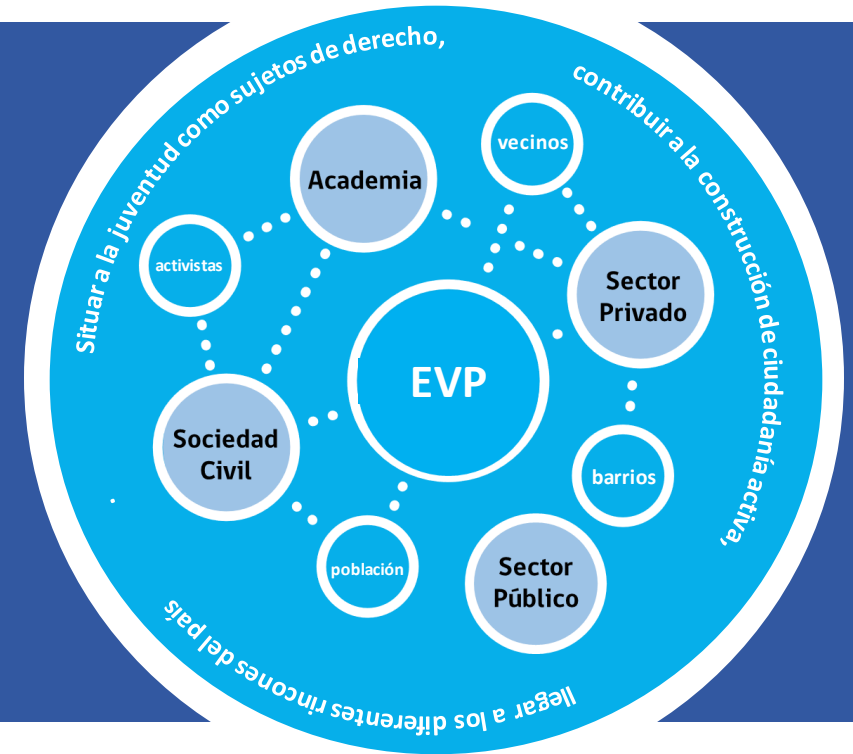 Situar a la juventud como sujetos de derecho,
contribuir a la construcción de ciudadanía activa,
vecinos
Academia
activistas
Sector
Privado
EVP
Sociedad
Civil
barrios
población
Sector
Público
llegar a los diferentes rincones del país